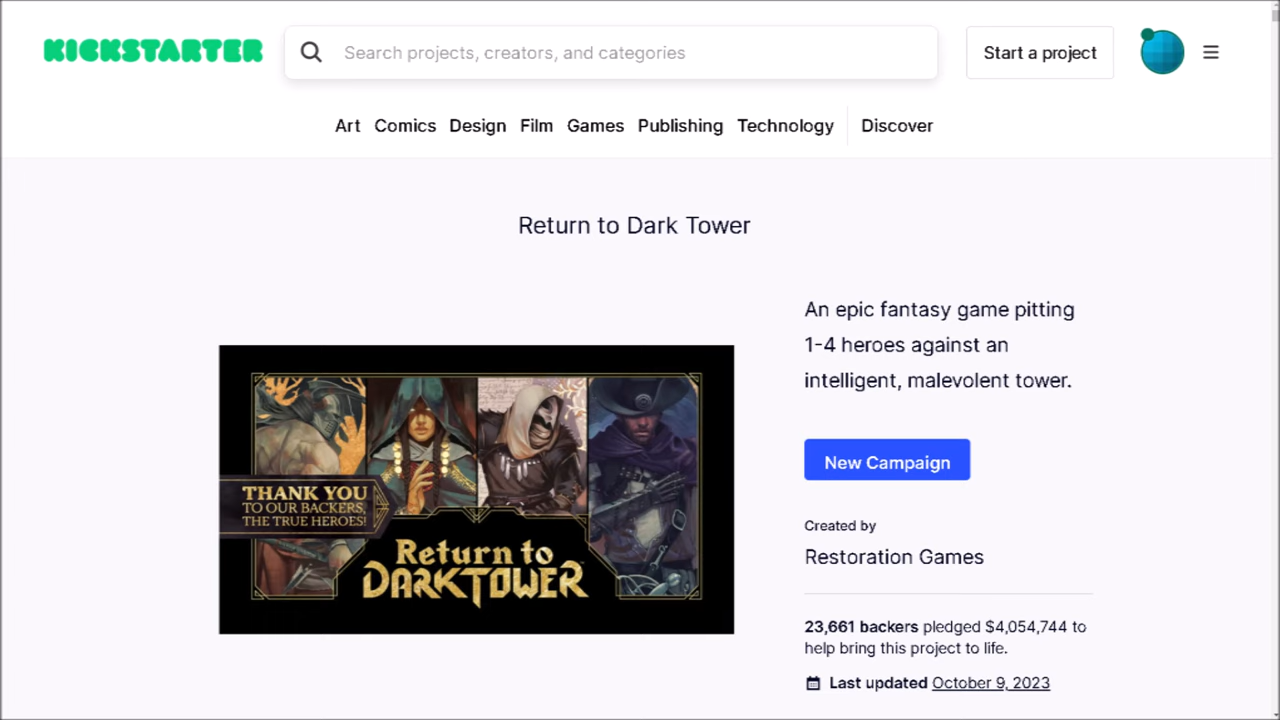 KICKSTARTER
Search projects, creators, and categories
Start a project
Art Comics Design Film Games Publishing Technology Discover
Return to Dark Tower
An epic fantasy game pitting
1-4 heroes against an
intelligent, malevolent tower.
New Campaign
Created by
Restoration Games
23,661 backers pledged $4,054,744 to
help bring this project to life.
Last updated October 9, 2023
THANK YOU
TO OUR BACKERS,
THE TRUE HEROES!
Return to
DARK TOWER